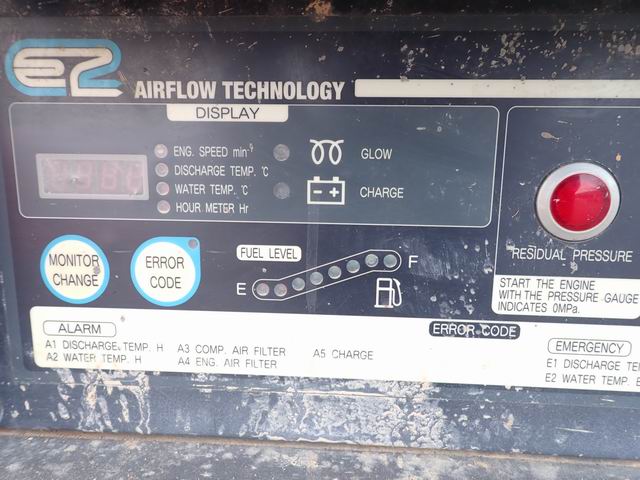 e2
AIRFLOW TECHNOLOGY
DISPLAY
ENG. SPEED min⁻¹
DISCHARGE TEMP. ℃
WATER TEMP. ℃
HOUR METER Hr
GLOW
CHARGE
MONITOR
CHANGE
ERROR
CODE
FUEL LEVEL
E
F
RESIDUAL PRESSURE
START THE ENGINE
WITH THE PRESSURE GAUGE
INDICATES 0MPa.
ERROR CODE
ALARM
A1 DISCHARGE. TEMP. H
A2 WATER TEMP. H
A3 COMP. AIR FILTER
A4 ENG. AIR FILTER
A5 CHARGE
EMERGENCY
E1 DISCHARGE
E2 WATER TEMP.